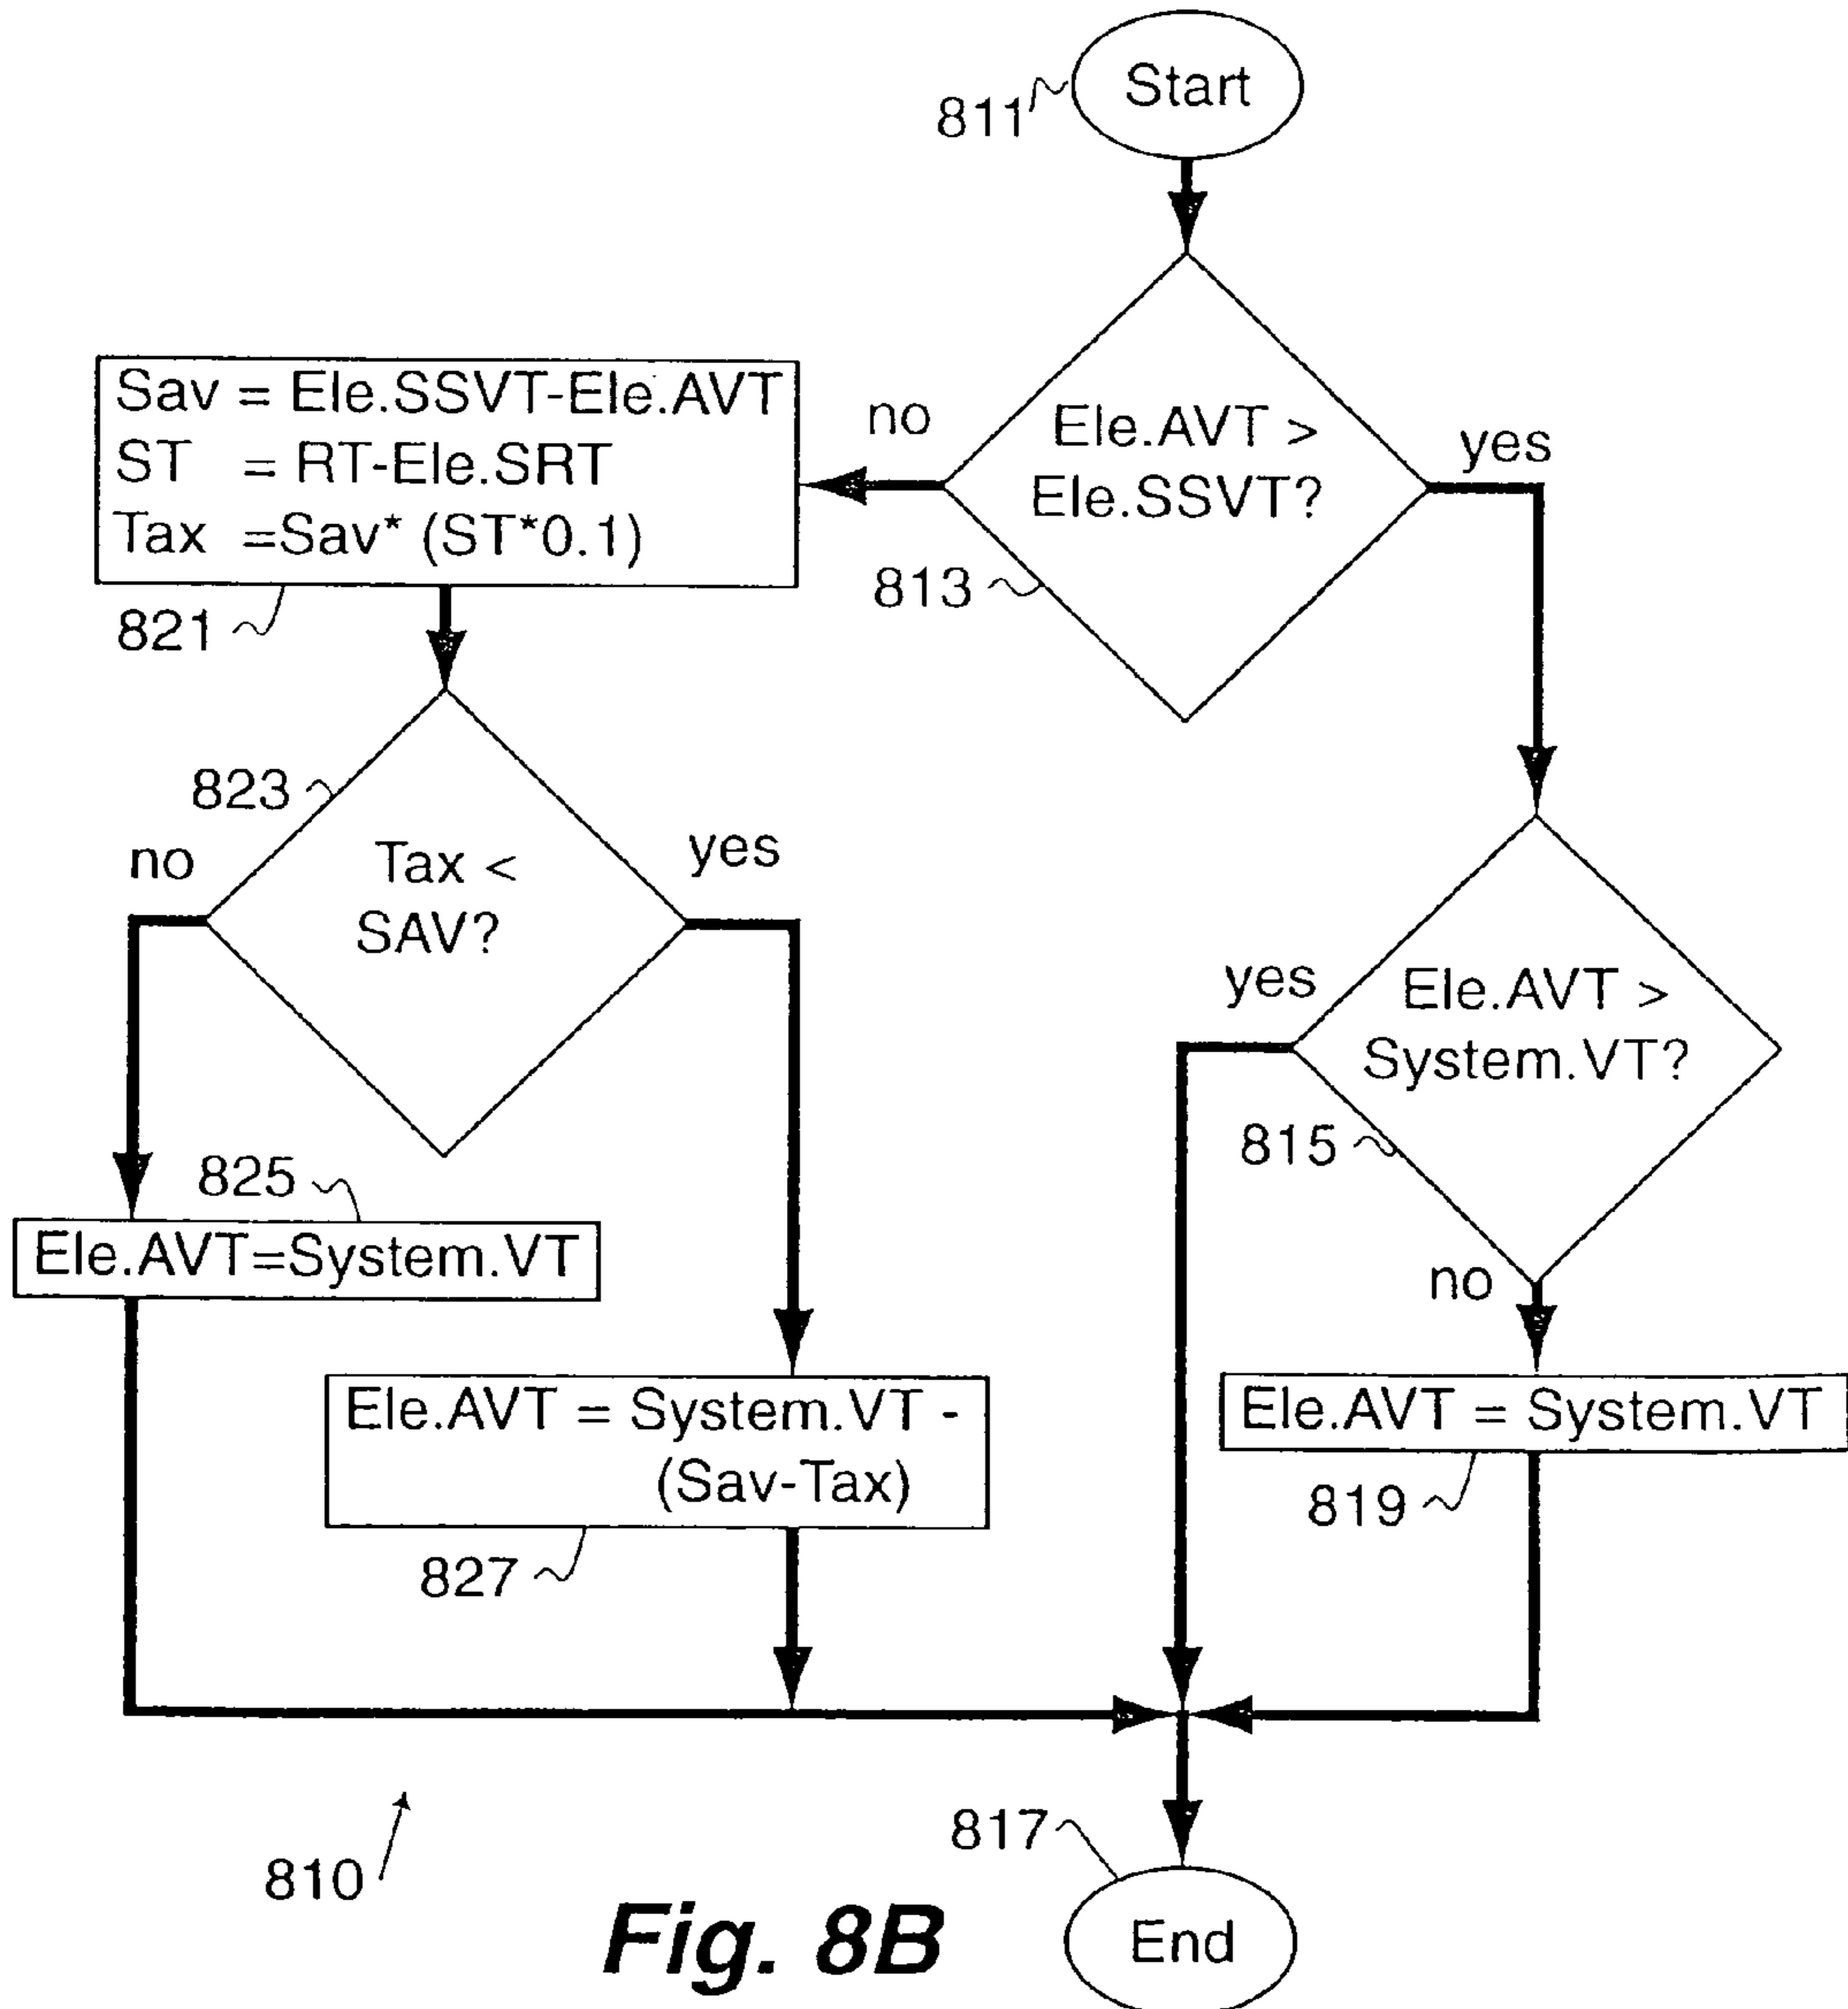 Start
811
Ele.AVT >
Ele.SSVT?
no
yes
813
Sav = Ele.SSVT-Ele.AVT
ST = RT-Ele.SRT
Tax =Sav* (ST*0.1)
821
823
Tax <
SAV?
no
yes
Ele.AVT >
System.VT?
yes
815
no
825
Ele.AVT=System.VT
Ele.AVT = System.VT -
(Sav-Tax)
827
Ele.AVT = System.VT
819
817
End
810
Fig. 8B